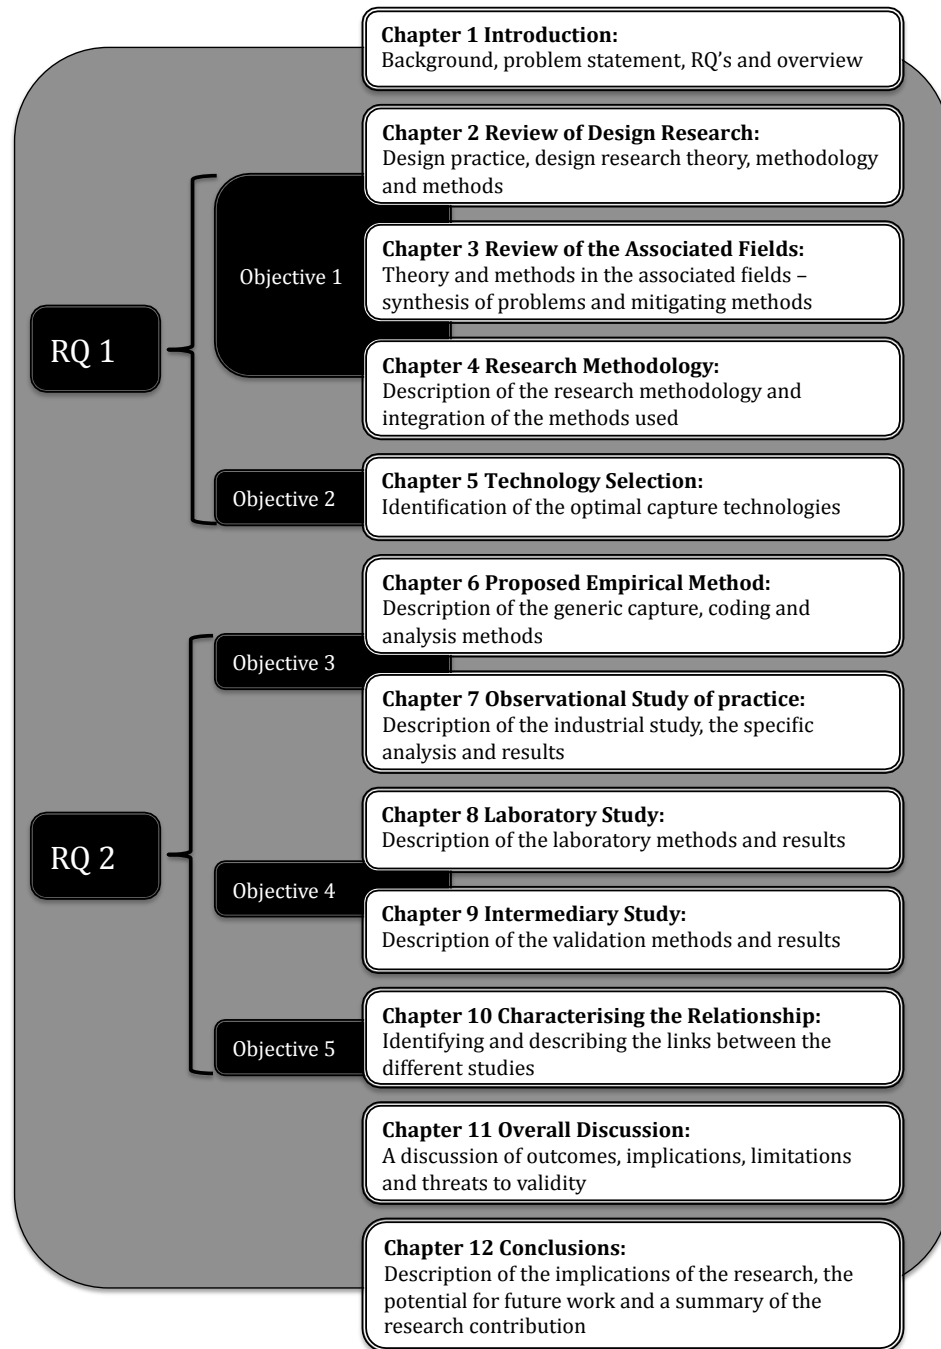 Chapter 1 Introduction:
Background, problem statement, RQ's and overview
Chapter 2 Review of Design Research:
Design practice, design research theory, methodology
and methods
Objective 1
Chapter 3 Review of the Associated Fields:
Theory and methods in the associated fields –
synthesis of problems and mitigating methods
RQ 1
Chapter 4 Research Methodology:
Description of the research methodology and
integration of the methods used
Objective 2
Chapter 5 Technology Selection:
Identification of the optimal capture technologies
Chapter 6 Proposed Empirical Method:
Description of the generic capture, coding and
analysis methods
Objective 3
Chapter 7 Observational Study of practice:
Description of the industrial study, the specific
analysis and results
RQ 2
Chapter 8 Laboratory Study:
Description of the laboratory methods and results
Objective 4
Chapter 9 Intermediary Study:
Description of the validation methods and results
Objective 5
Chapter 10 Characterising the Relationship:
Identifying and describing the links between the
different studies
Chapter 11 Overall Discussion:
A discussion of outcomes, implications, limitations
and threats to validity
Chapter 12 Conclusions:
Description of the implications of the research, the
potential for future work and a summary of the
research contribution